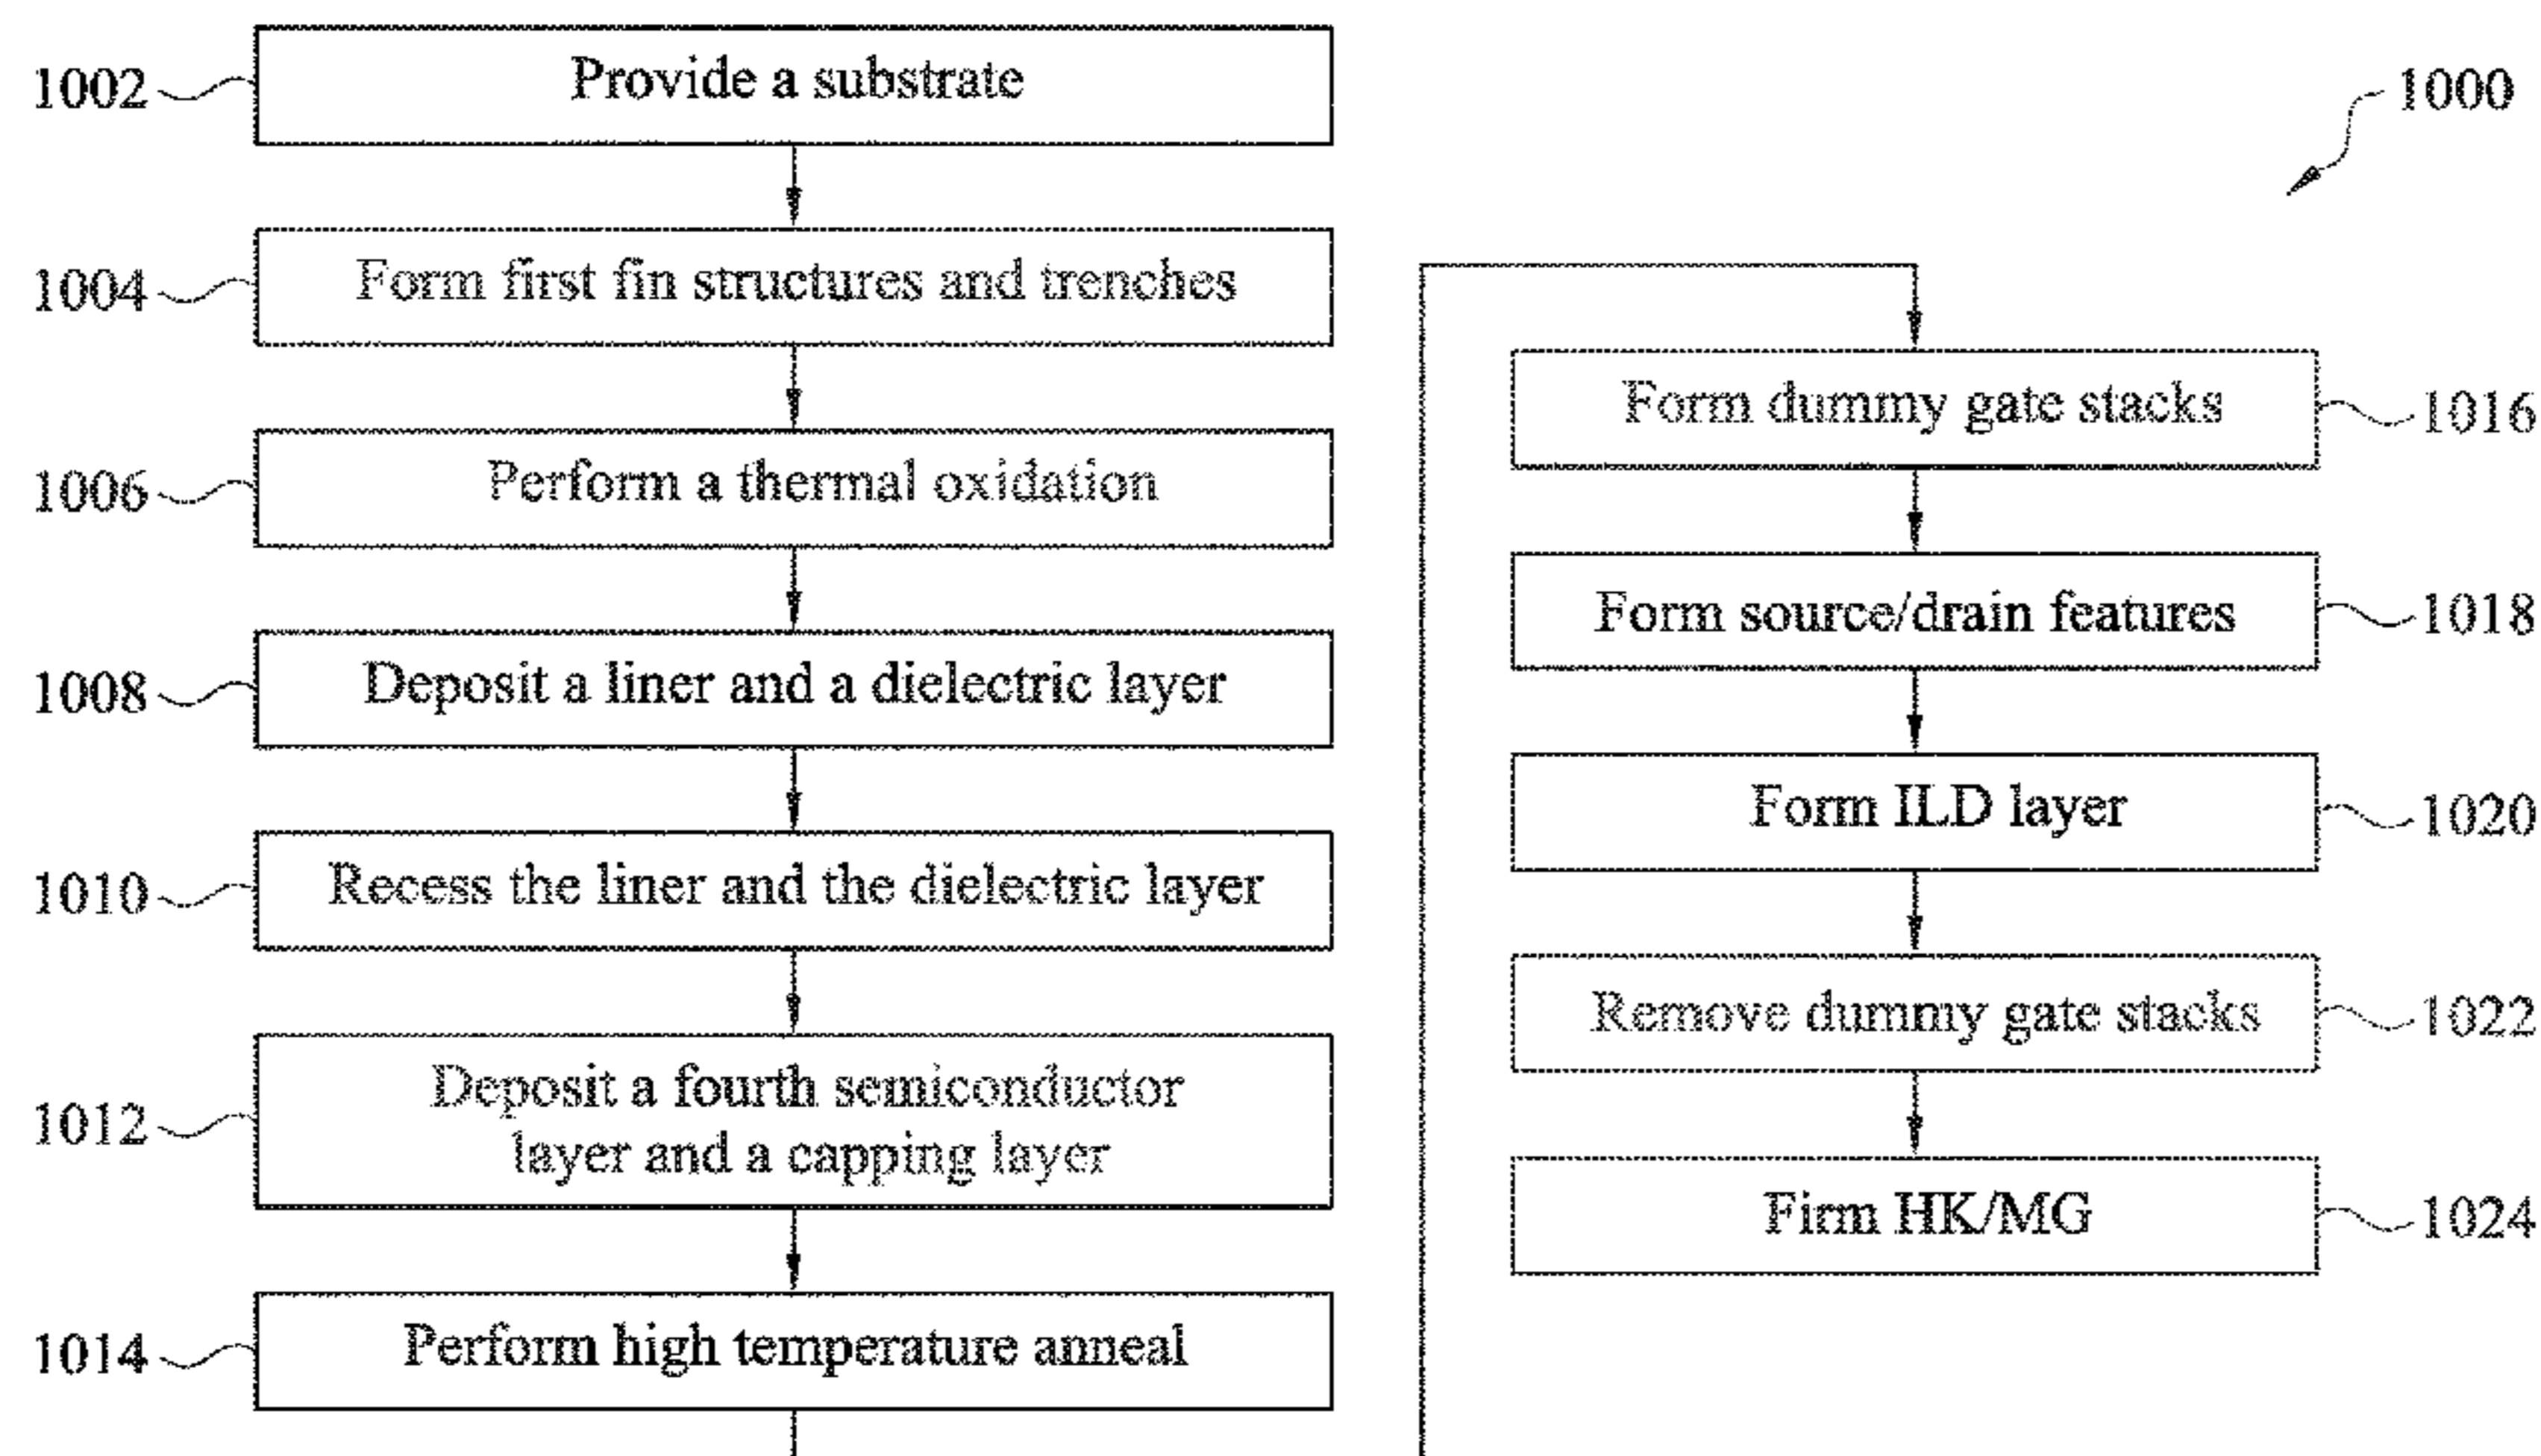 1002
Provide a substrate
1000
1004
Form first fin structures and trenches
1006
Perform a thermal oxidation
1008
Deposit a liner and a dielectric layer
1010
Recess the liner and the dielectric layer
1012
Deposit a fourth semiconductor
layer and a capping layer
1014
Perform high temperature anneal
Form dummy gate stacks
1016
Form source/drain features
1018
Form ILD layer
1020
Remove dummy gate stacks
1022
Firm HK/MG
1024